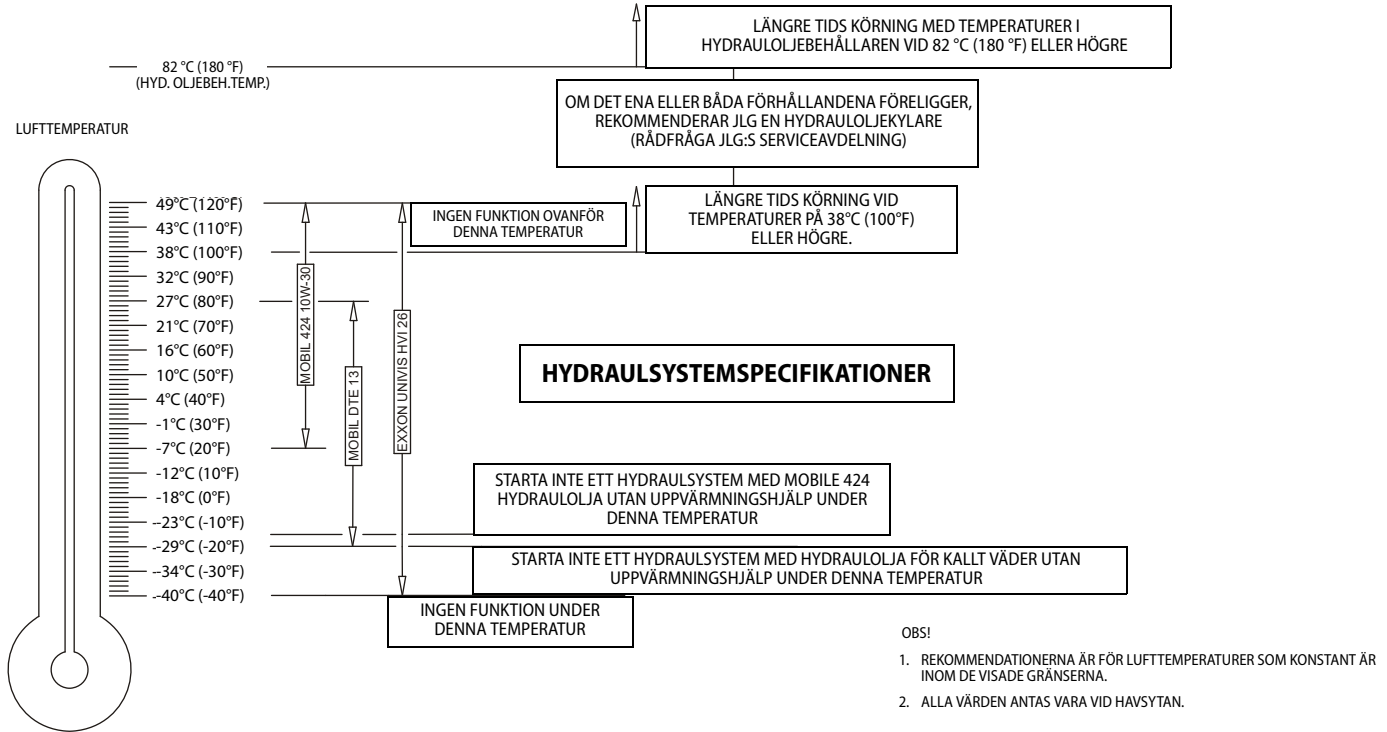 LÄNGRE TIDS KÖRNING MED TEMPERATURER I
HYDRAULOLJEBEHÅLLAREN VID 82 °C (180 °F) ELLER HÖGRE
82 °C (180 °F)
(HYD. OLJEBEH.TEMP.)
OM DET ENA ELLER BÅDA FÖRHÅLLANDENA FÖRELIGGER,
REKOMMENDERAR JLG EN HYDRAULOLJEKYLARE
(RÅDFRÅGA JLG:S SERVICEAVDELNING)
LUFTTEMPERATUR
LÄNGRE TIDS KÖRNING VID
TEMPERATURER PÅ 38°C (100°F)
ELLER HÖGRE.
INGEN FUNKTION OVANFÖR
DENNA TEMPERATUR
49°C (120°F)
43°C (110°F)
38°C (100°F)
32°C (90°F)
27°C (80°F)
21°C (70°F)
16°C (60°F)
10°C (50°F)
4°C (40°F)
-1°C (30°F)
-7°C (20°F)
-12°C (10°F)
-18°C (0°F)
-23°C (-10°F)
-29°C (-20°F)
-34°C (-30°F)
-40°C (-40°F)
MOBIL 424 10W-30
MOBIL DTE 13
EXXON UNIVIS HVI 26
HYDRAULSYSTEMSPECIFIKATIONER
STARTA INTE ETT HYDRAULSYSTEM MED MOBILE 424
HYDRAULOLJA UTAN UPPVÄRMNINGSHJÄLP UNDER
DENNA TEMPERATUR
STARTA INTE ETT HYDRAULSYSTEM MED HYDRAULOLJA FÖR KALLT VÄDER UTAN
UPPVÄRMNINGSHJÄLP UNDER DENNA TEMPERATUR
INGEN FUNKTION UNDER
DENNA TEMPERATUR
OBS!
1. REKOMMENDATIONERNA ÄR FÖR LUFTTEMPERATURER SOM KONSTANT ÄR
INOM DE VISADE GRÄNSERNA.
2. ALLA VÄRDEN ANTAS VARA VID HAVSYTAN.